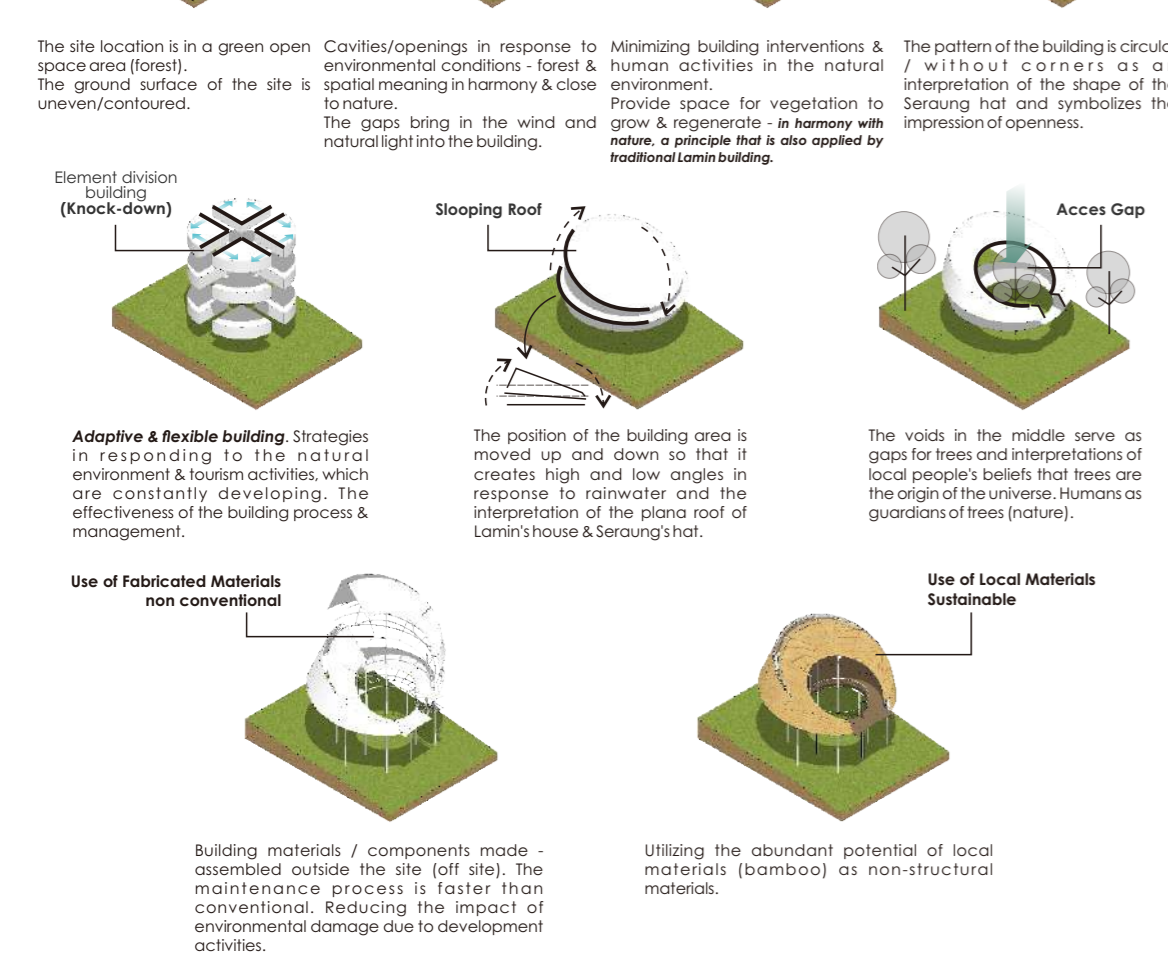 The site location is in a green open
space area (forest).
The ground surface of the site is
uneven/contoured.
Cavities/openings in response to
environmental conditions - forest &
spatial meaning in harmony & close
to nature.
The gaps bring in the wind and
natural light into the building.
Minimizing building interventions &
human activities in the natural
environment.
Provide space for vegetation to
grow & regenerate - in harmony with
nature, a principle that is also applied by
traditional Lamin building.
The pattern of the building is
/ without corners as
interpretation of the shape of
Seraung hat and symbolizes
impression of openness.
Element division
building
(Knock-down)
Slooping Roof
Acces Gap
Adaptive & flexible building. Strategies
in responding to the natural
environment & tourism activities, which
are constantly developing. The
effectiveness of the building process &
management.
The position of the building area is
moved up and down so that it
creates high and low angles in
response to rainwater and the
interpretation of the plana roof of
Lamin's house & Seraung's hat.
The voids in the middle serve as
gaps for trees and interpretations of
local people's beliefs that trees are
the origin of the universe. Humans as
guardians of trees (nature).
Use of Fabricated Materials
non conventional
Use of Local Materials
Sustainable
Building materials / components made -
assembled outside the site (off site). The
maintenance process is faster than
conventional. Reducing the impact of
environmental damage due to development
activities.
Utilizing the abundant potential of local
materials (bamboo) as non-structural
materials.